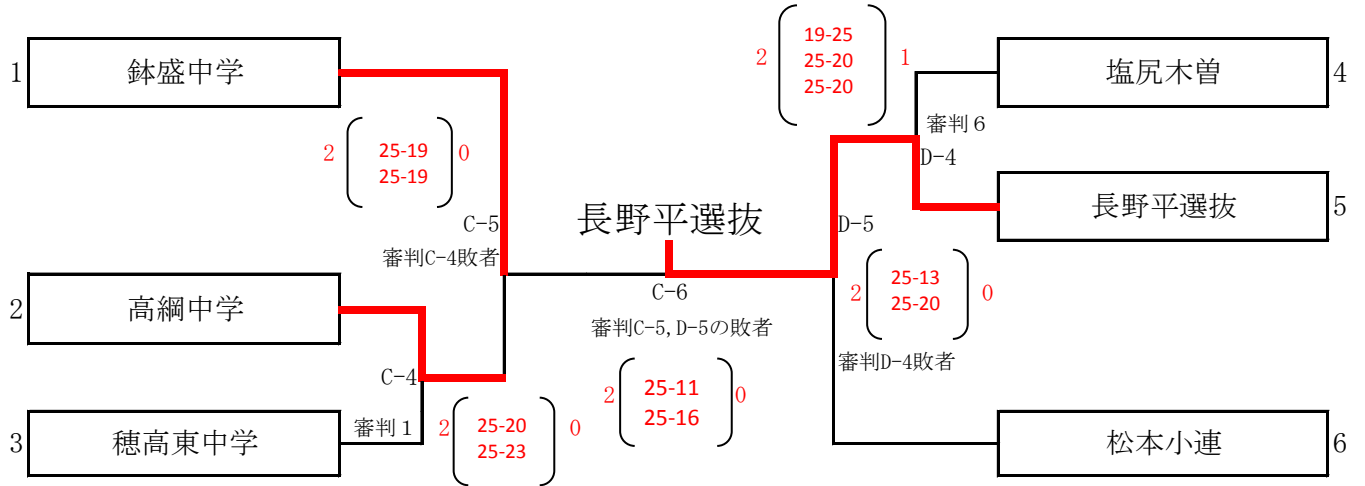 1
鉢盛中学
2
19-25
25-20
25-20
1
塩尻木曽
4
2
25-19
25-19
0
審判6
D-4
長野平選抜
5
C-5
審判C-4敗者
長野平選抜
D-5
2
高綱中学
C-6
審判C-5,D-5の敗者
2
25-13
25-20
0
審判D-4敗者
C-4
3
穂高東中学
審判1
2
25-20
25-23
0
2
25-11
25-16
0
松本小連
6